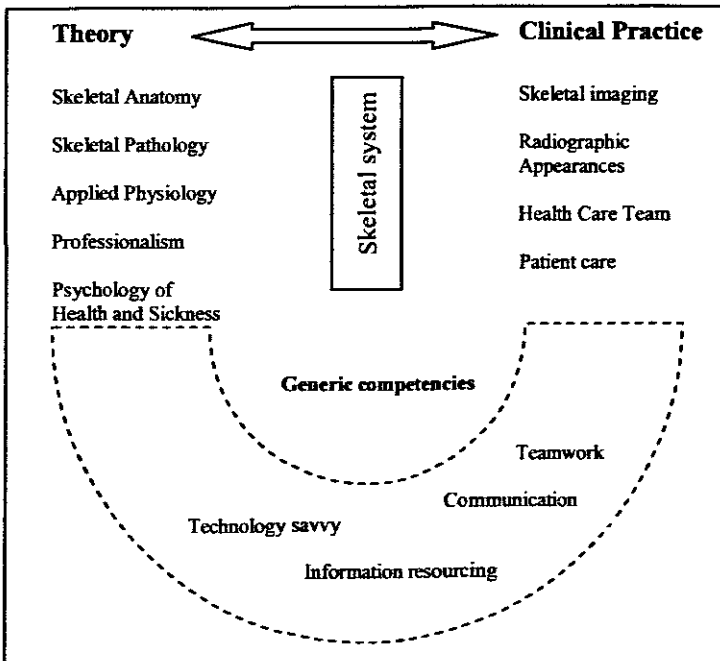 Theory
Clinical Practice
Skeletal Anatomy
Skeletal Pathology
Applied Physiology
Professionalism
Psychology of
Health and Sickness
Skeletal system
Skeletal imaging
Radiographic
Appearances
Health Care Team
Patient care
Generic competencies
Teamwork
Communication
Technology savvy
Information resourcing